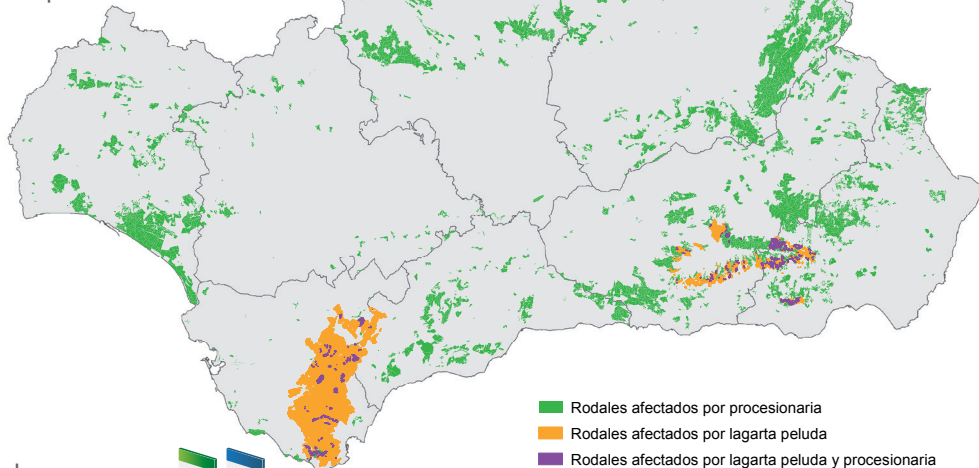 Rodales afectados por procesionaria
Rodales afectados por lagarta peluda
Rodales afectados por lagarta peluda y procesionaria